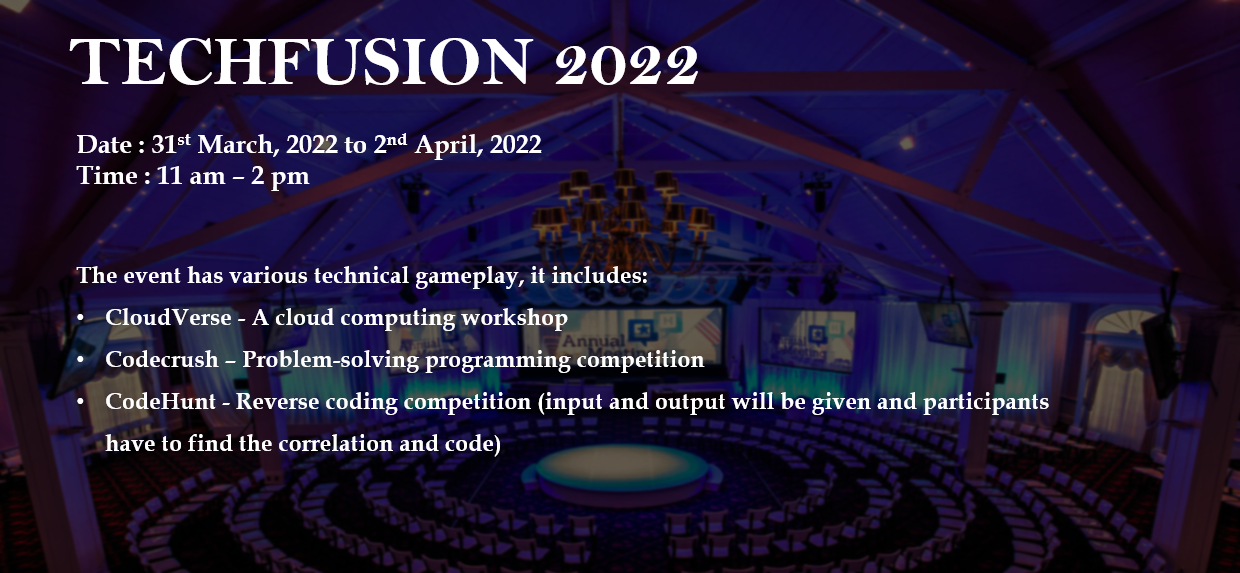 TECHFUSION 2022
Date : 31st March, 2022 to 2nd April, 2022
Time : 11 am – 2 pm
The event has various technical gameplay, it includes:
• CloudVerse - A cloud computing workshop
• Codecrush – Problem-solving programming competition
• CodeHunt - Reverse coding competition (input and output will be given and participants
have to find the correlation and code)
Annual